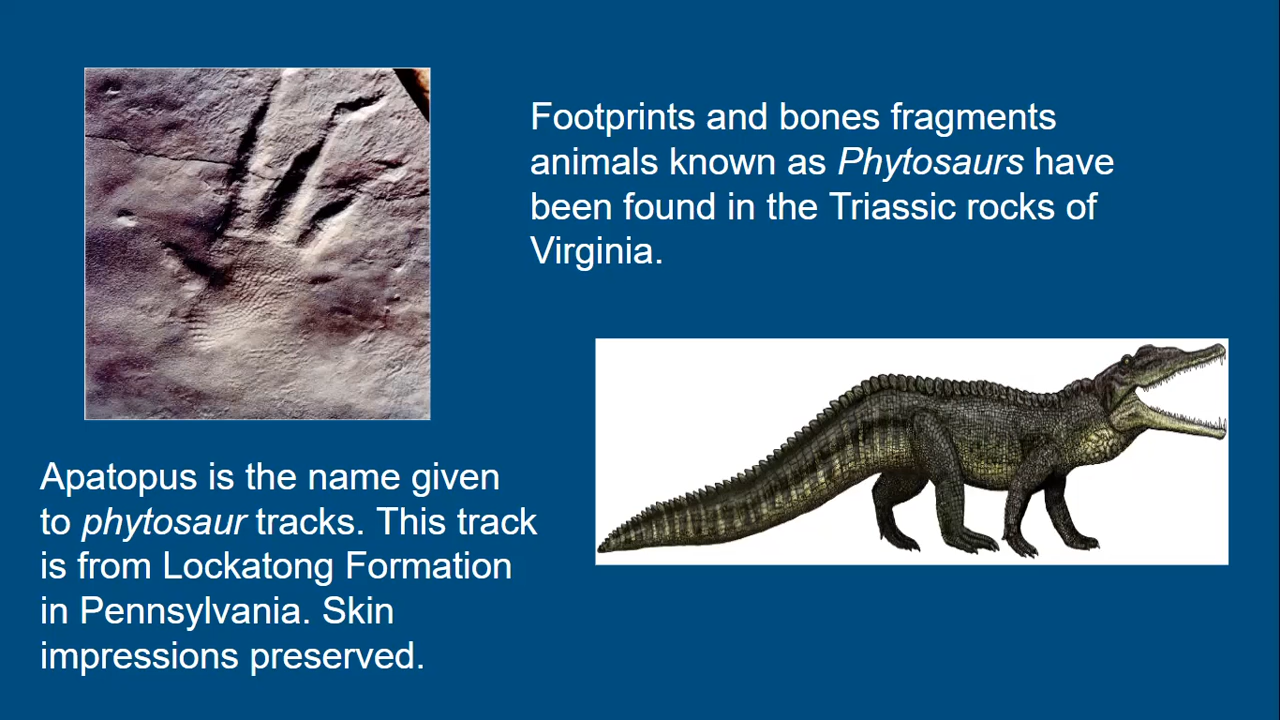 Footprints and bones fragments
animals known as Phytosaurs have
been found in the Triassic rocks of
Virginia.
Apatopus is the name given
to phytosaur tracks. This track
is from Lockatong Formation
in Pennsylvania. Skin
impressions preserved.